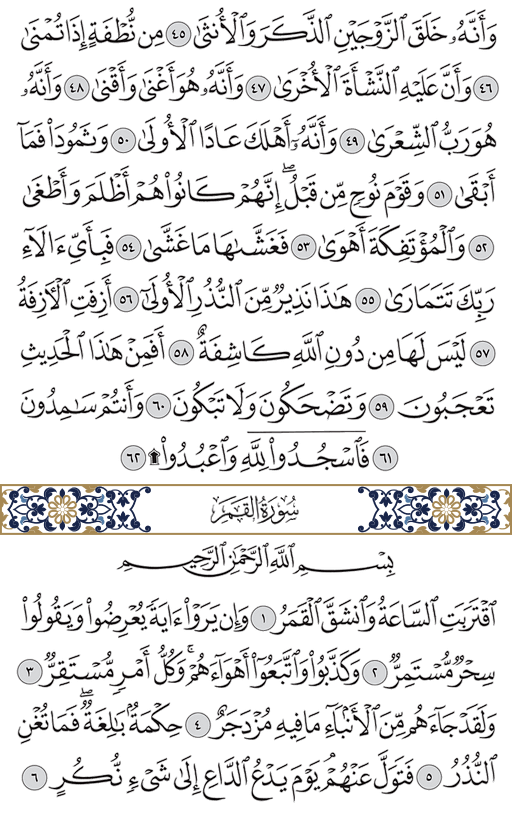 وَأَنَّهُۥ خَلَقَ ٱلزَّوْجَيْنِ ٱلذَّكَرَ وَٱلْأُنثَىٰ ٤٥ مِن نُّطْفَةٍ إِذَا تُمْنَىٰ
٤٦ وَأَنَّ عَلَيْهِ ٱلنَّشْأَةَ ٱلْأُخْرَىٰ ٤٧ وَأَنَّهُۥ هُوَ أَغْنَىٰ وَأَقْنَىٰ ٤٨ وَأَنَّهُۥ
هُوَ رَبُّ ٱلشِّعْرَىٰ ٤٩ وَأَنَّهُۥٓ أَهْلَكَ عَادًا ٱلْأُولَىٰ ٥٠ وَثَمُودَا۟ فَمَآ
أَبْقَىٰ ٥١ وَقَوْمَ نُوحٍ مِّن قَبْلُ ۖ إِنَّهُمْ كَانُوا۟ هُمْ أَظْلَمَ وَأَطْغَىٰ
٥٢ وَٱلْمُؤْتَفِكَةَ أَهْوَىٰ ٥٣ فَغَشَّىٰهَا مَا غَشَّىٰ ٥٤ فَبِأَىِّ ءَالَآءِ
رَبِّكَ تَتَمَارَىٰ ٥٥ هَٰذَا نَذِيرٌ مِّنَ ٱلنُّذُرِ ٱلْأُولَىٰٓ ٥٦ أَزِفَتِ ٱلْـَٔازِفَةُ
٥٧ لَيْسَ لَهَا مِن دُونِ ٱللَّهِ كَاشِفَةٌ ٥٨ أَفَمِنْ هَٰذَا ٱلْحَدِيثِ
تَعْجَبُونَ ٥٩ وَتَضْحَكُونَ وَلَا تَبْكُونَ ٦٠ وَأَنتُمْ سَٰمِدُونَ
٦١ فَٱسْجُدُوا۟ لِلَّهِ وَٱعْبُدُوا۟ ۩ ٦٢
سُورَةُ القَمَرِ
بِسْمِ ٱللَّهِ ٱلرَّحْمَٰنِ ٱلرَّحِيمِ
ٱقْتَرَبَتِ ٱلسَّاعَةُ وَٱنشَقَّ ٱلْقَمَرُ ١ وَإِن يَرَوْا۟ ءَايَةً يُعْرِضُوا۟ وَيَقُولُوا۟
سِحْرٌ مُّسْتَمِرٌّ ٢ وَكَذَّبُوا۟ وَٱتَّبَعُوٓا۟ أَهْوَآءَهُمْ ۚ وَكُلُّ أَمْرٍ مُّسْتَقِرٌّ ٣
وَلَقَدْ جَآءَهُم مِّنَ ٱلْأَنۢبَآءِ مَا فِيهِ مُزْدَجَرٌ ٤ حِكْمَةٌۢ بَٰلِغَةٌ ۖ فَمَا تُغْنِ
ٱلنُّذُرُ ٥ فَتَوَلَّ عَنْهُمْ ۘ يَوْمَ يَدْعُ ٱلدَّاعِ إِلَىٰ شَىْءٍ نُّكُرٍ ٦